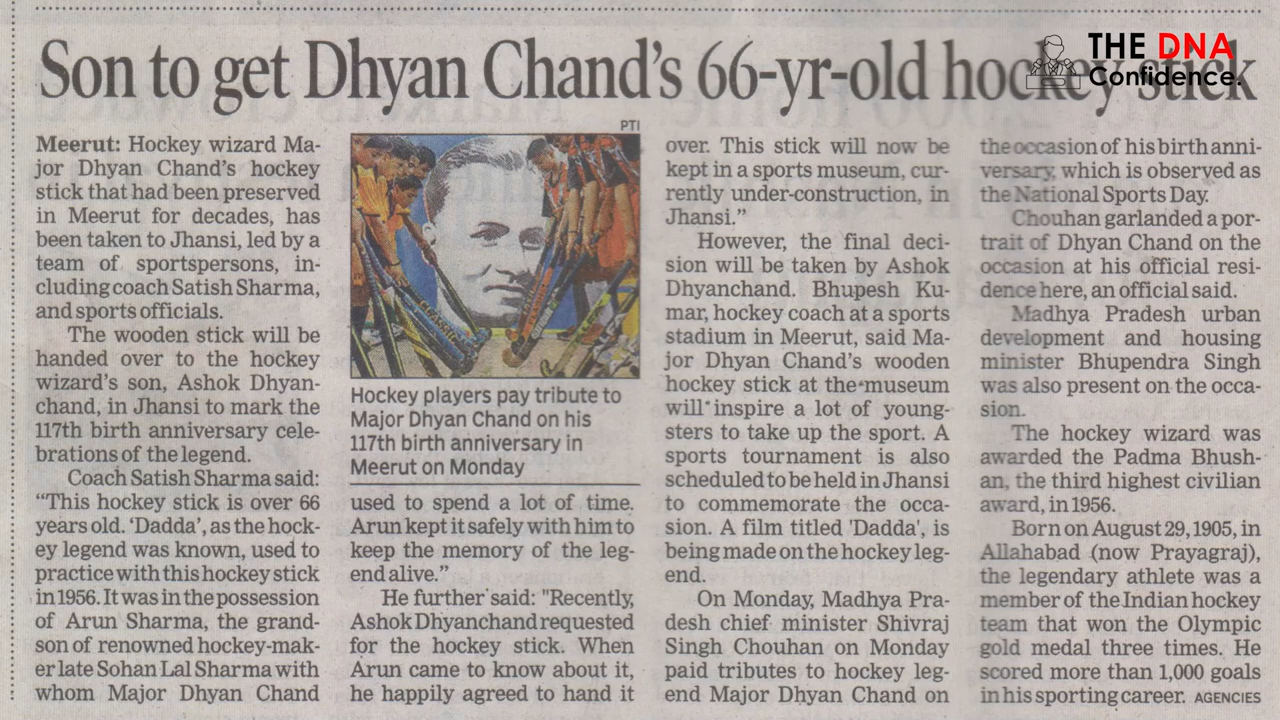 THE DNA
Confidence.
Son to get Dhyan Chand's 66-yr-old hockey stick
Meerut: Hockey wizard Ma-
jor Dhyan Chand's hockey
stick that had been preserved
in Meerut for decades, has
been taken to Jhansi, led by a
team of sportspersons, in-
cluding coach Satish Sharma,
and sports officials.
The wooden stick will be
handed over to the hockey
wizard's son, Ashok Dhyan-
chand, in Jhansi to mark the
117th birth anniversary cele-
brations of the legend.
Coach Satish Sharma said:
“This hockey stick is over 66
years old. ‘Dadda’, as the hock-
ey legend was known, used to
practice with this hockey stick
in 1956. It was in the possession
of Arun Sharma, the grand-
son of renowned hockey-mak-
er late Sohan Lal Sharma with
whom Major Dhyan Chand
PTI
Hockey players pay tribute to
Major Dhyan Chand on his
117th birth anniversary in
Meerut on Monday
used to spend a lot of time.
Arun kept it safely with him to
keep the memory of the leg-
end alive.”
He further said: "Recently,
Ashok Dhyanchand requested
for the hockey stick. When
Arun came to know about it,
he happily agreed to hand it
over. This stick will now be
kept in a sports museum, cur-
rently under-construction, in
Jhansi.”
However, the final deci-
sion will be taken by Ashok
Dhyanchand. Bhupesh Ku-
mar, hockey coach at a sports
stadium in Meerut, said Ma-
jor Dhyan Chand's wooden
hockey stick at the museum
will inspire a lot of young-
sters to take up the sport. A
sports tournament is also
scheduled to be held in Jhansi
to commemorate the occa-
sion. A film titled 'Dadda', is
being made on the hockey leg-
end.
On Monday, Madhya Pra-
desh chief minister Shivraj
Singh Chouhan on Monday
paid tributes to hockey leg-
end Major Dhyan Chand on
the occasion of his birth anni-
versary, which is observed as
the National Sports Day.
Chouhan garlanded a por-
trait of Dhyan Chand on the
occasion at his official resi-
dence here, an official said.
Madhya Pradesh urban
development and housing
minister Bhupendra Singh
was also present on the occa-
sion.
The hockey wizard was
awarded the Padma Bhush-
an, the third highest civilian
award, in 1956.
Born on August 29, 1905, in
Allahabad (now Prayagraj),
the legendary athlete was a
member of the Indian hockey
team that won the Olympic
gold medal three times. He
scored more than 1,000 goals
in his sporting career. AGENCIES